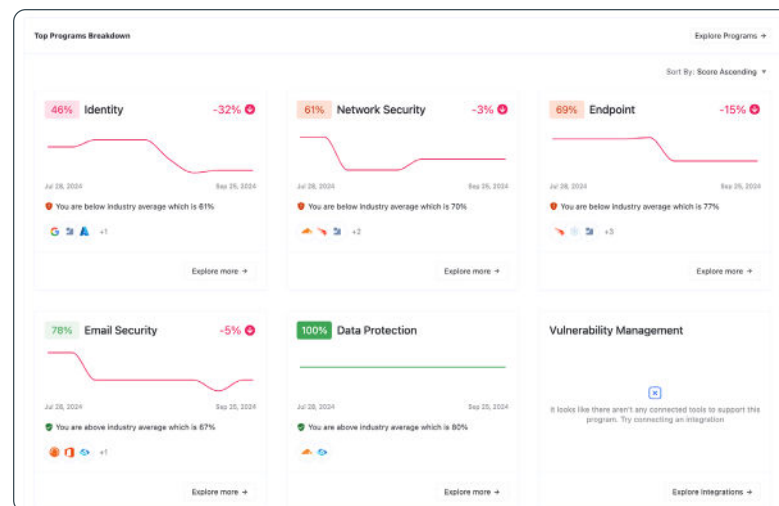 Top Programs Breakdown
Explore Programs →
Sort By: Score Ascending ▼
46% Identity -32%
Jul 28, 2024 Sep 25, 2024
You are below industry average which is 61%
+1
Explore more →
61% Network Security -3%
Jul 28, 2024 Sep 25, 2024
You are below industry average which is 70%
+2
Explore more →
69% Endpoint -15%
Jul 28, 2024 Sep 25, 2024
You are below industry average which is 77%
+3
Explore more →
78% Email Security -5%
Jul 28, 2024 Sep 25, 2024
You are above industry average which is 67%
+1
Explore more →
100% Data Protection
Jul 28, 2024 Sep 25, 2024
You are above industry average which is 80%
Explore more →
Vulnerability Management
It looks like there aren't any connected tools to support this
program. Try connecting an integration
Explore Integrations →